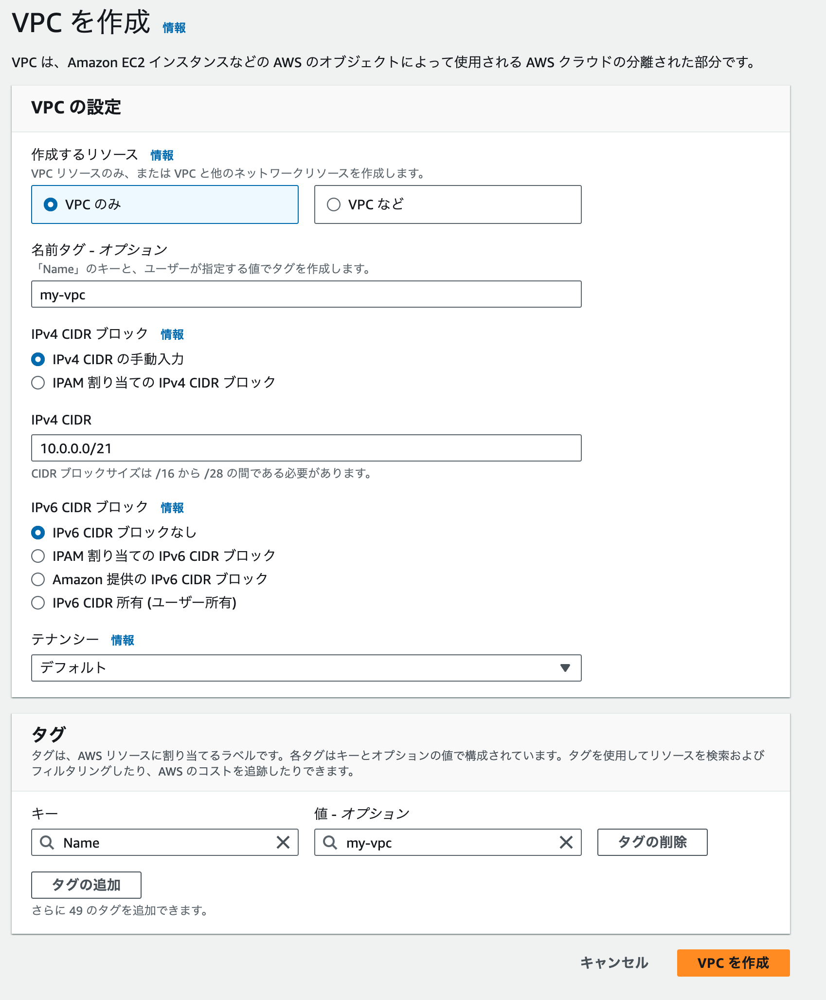 VPC を作成 情報
VPC は、Amazon EC2 インスタンスなどの AWS のオブジェクトによって使用される AWS クラウドの分離された部分です。
VPC の設定
作成するリソース 情報
VPC リソースのみ、または VPC と他のネットワークリソースを作成します。
VPC のみ
VPC など
名前タグ - オプション
「Name」のキーと、ユーザーが指定する値でタグを作成します。
my-vpc
IPv4 CIDR ブロック 情報
IPv4 CIDR の手動入力
IPAM 割り当ての IPv4 CIDR ブロック
IPv4 CIDR
10.0.0.0/21
CIDR ブロックサイズは /16 から /28 の間である必要があります。
IPv6 CIDR ブロック 情報
IPv6 CIDR ブロックなし
IPAM 割り当ての IPv6 CIDR ブロック
Amazon 提供の IPv6 CIDR ブロック
IPv6 CIDR 所有 (ユーザー所有)
テナンシー 情報
デフォルト
タグ
タグは、AWS リソースに割り当てるラベルです。各タグはキーとオプションの値で構成されています。タグを使用してリソースを検索および
フィルタリングしたり、AWS のコストを追跡したりできます。
キー
値 - オプション
Name
my-vpc
タグの削除
タグの追加
さらに 49 のタグを追加できます。
キャンセル
VPC を作成